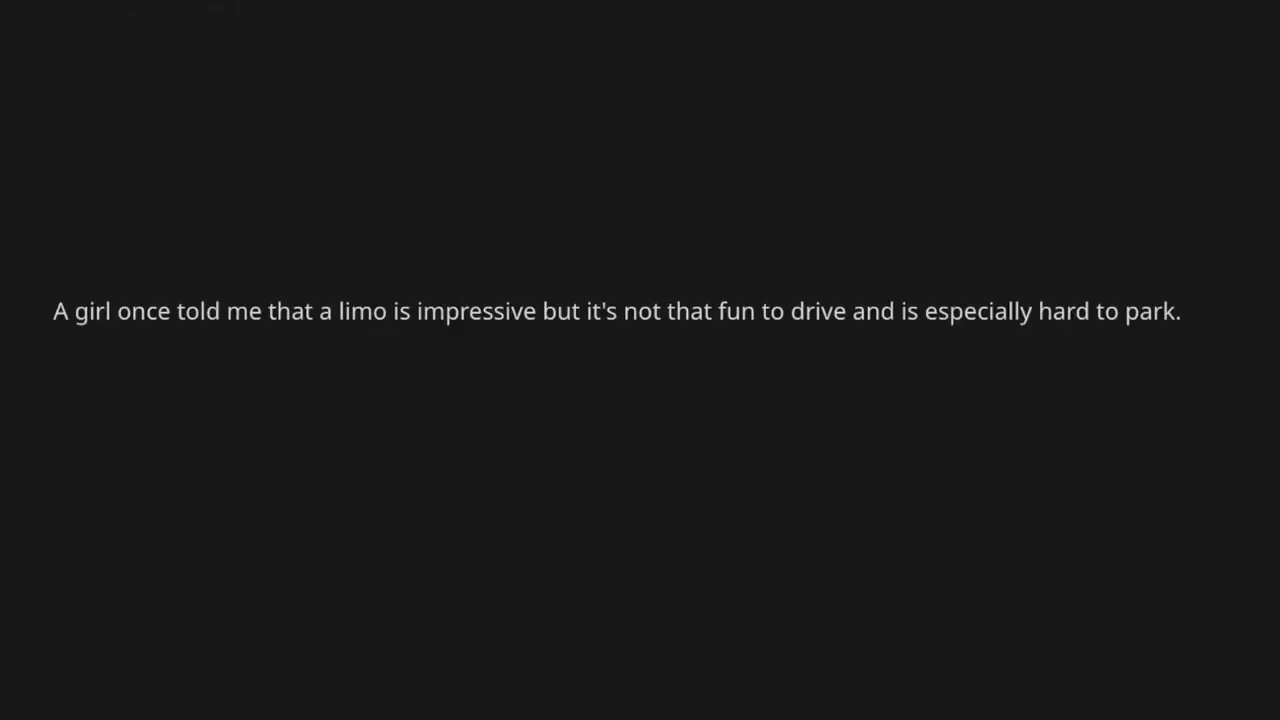 A girl once told me that a limo is impressive but it's not that fun to drive and is especially hard to park.